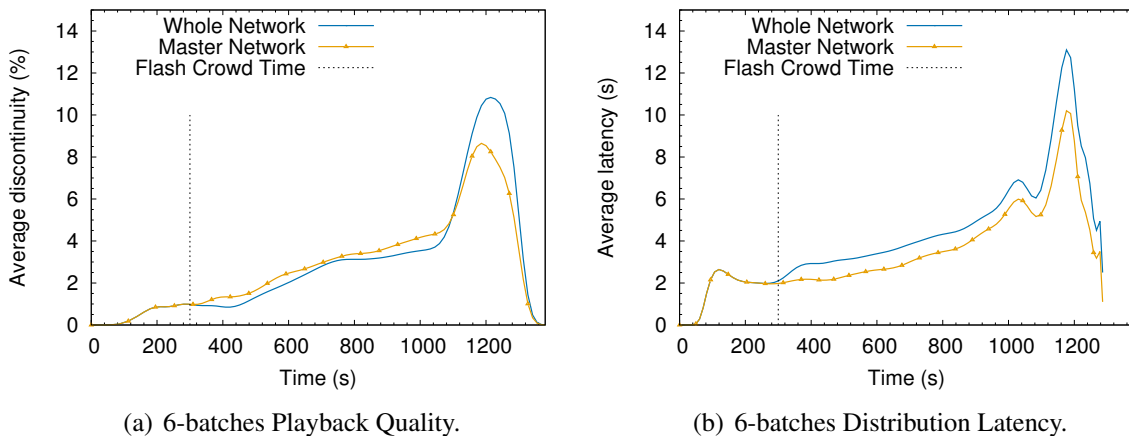 14
12
10
8
6
4
2
0
0 200 400 600 800 1000 1200
Average discontinuity (%)
Time (s)
Whole Network
Master Network
Flash Crowd Time
(a) 6-batches Playback Quality.
14
12
10
8
6
4
2
0
0 200 400 600 800 1000 1200
Average latency (s)
Time (s)
Whole Network
Master Network
Flash Crowd Time
(b) 6-batches Distribution Latency.